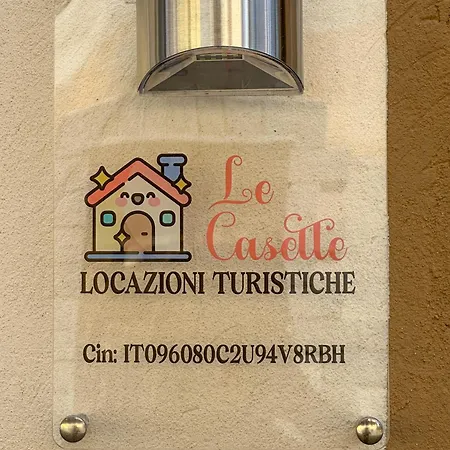 Le
Casette
LOCAZIONI TURISTICHE
Cin: IT096080C2U94V8RBH